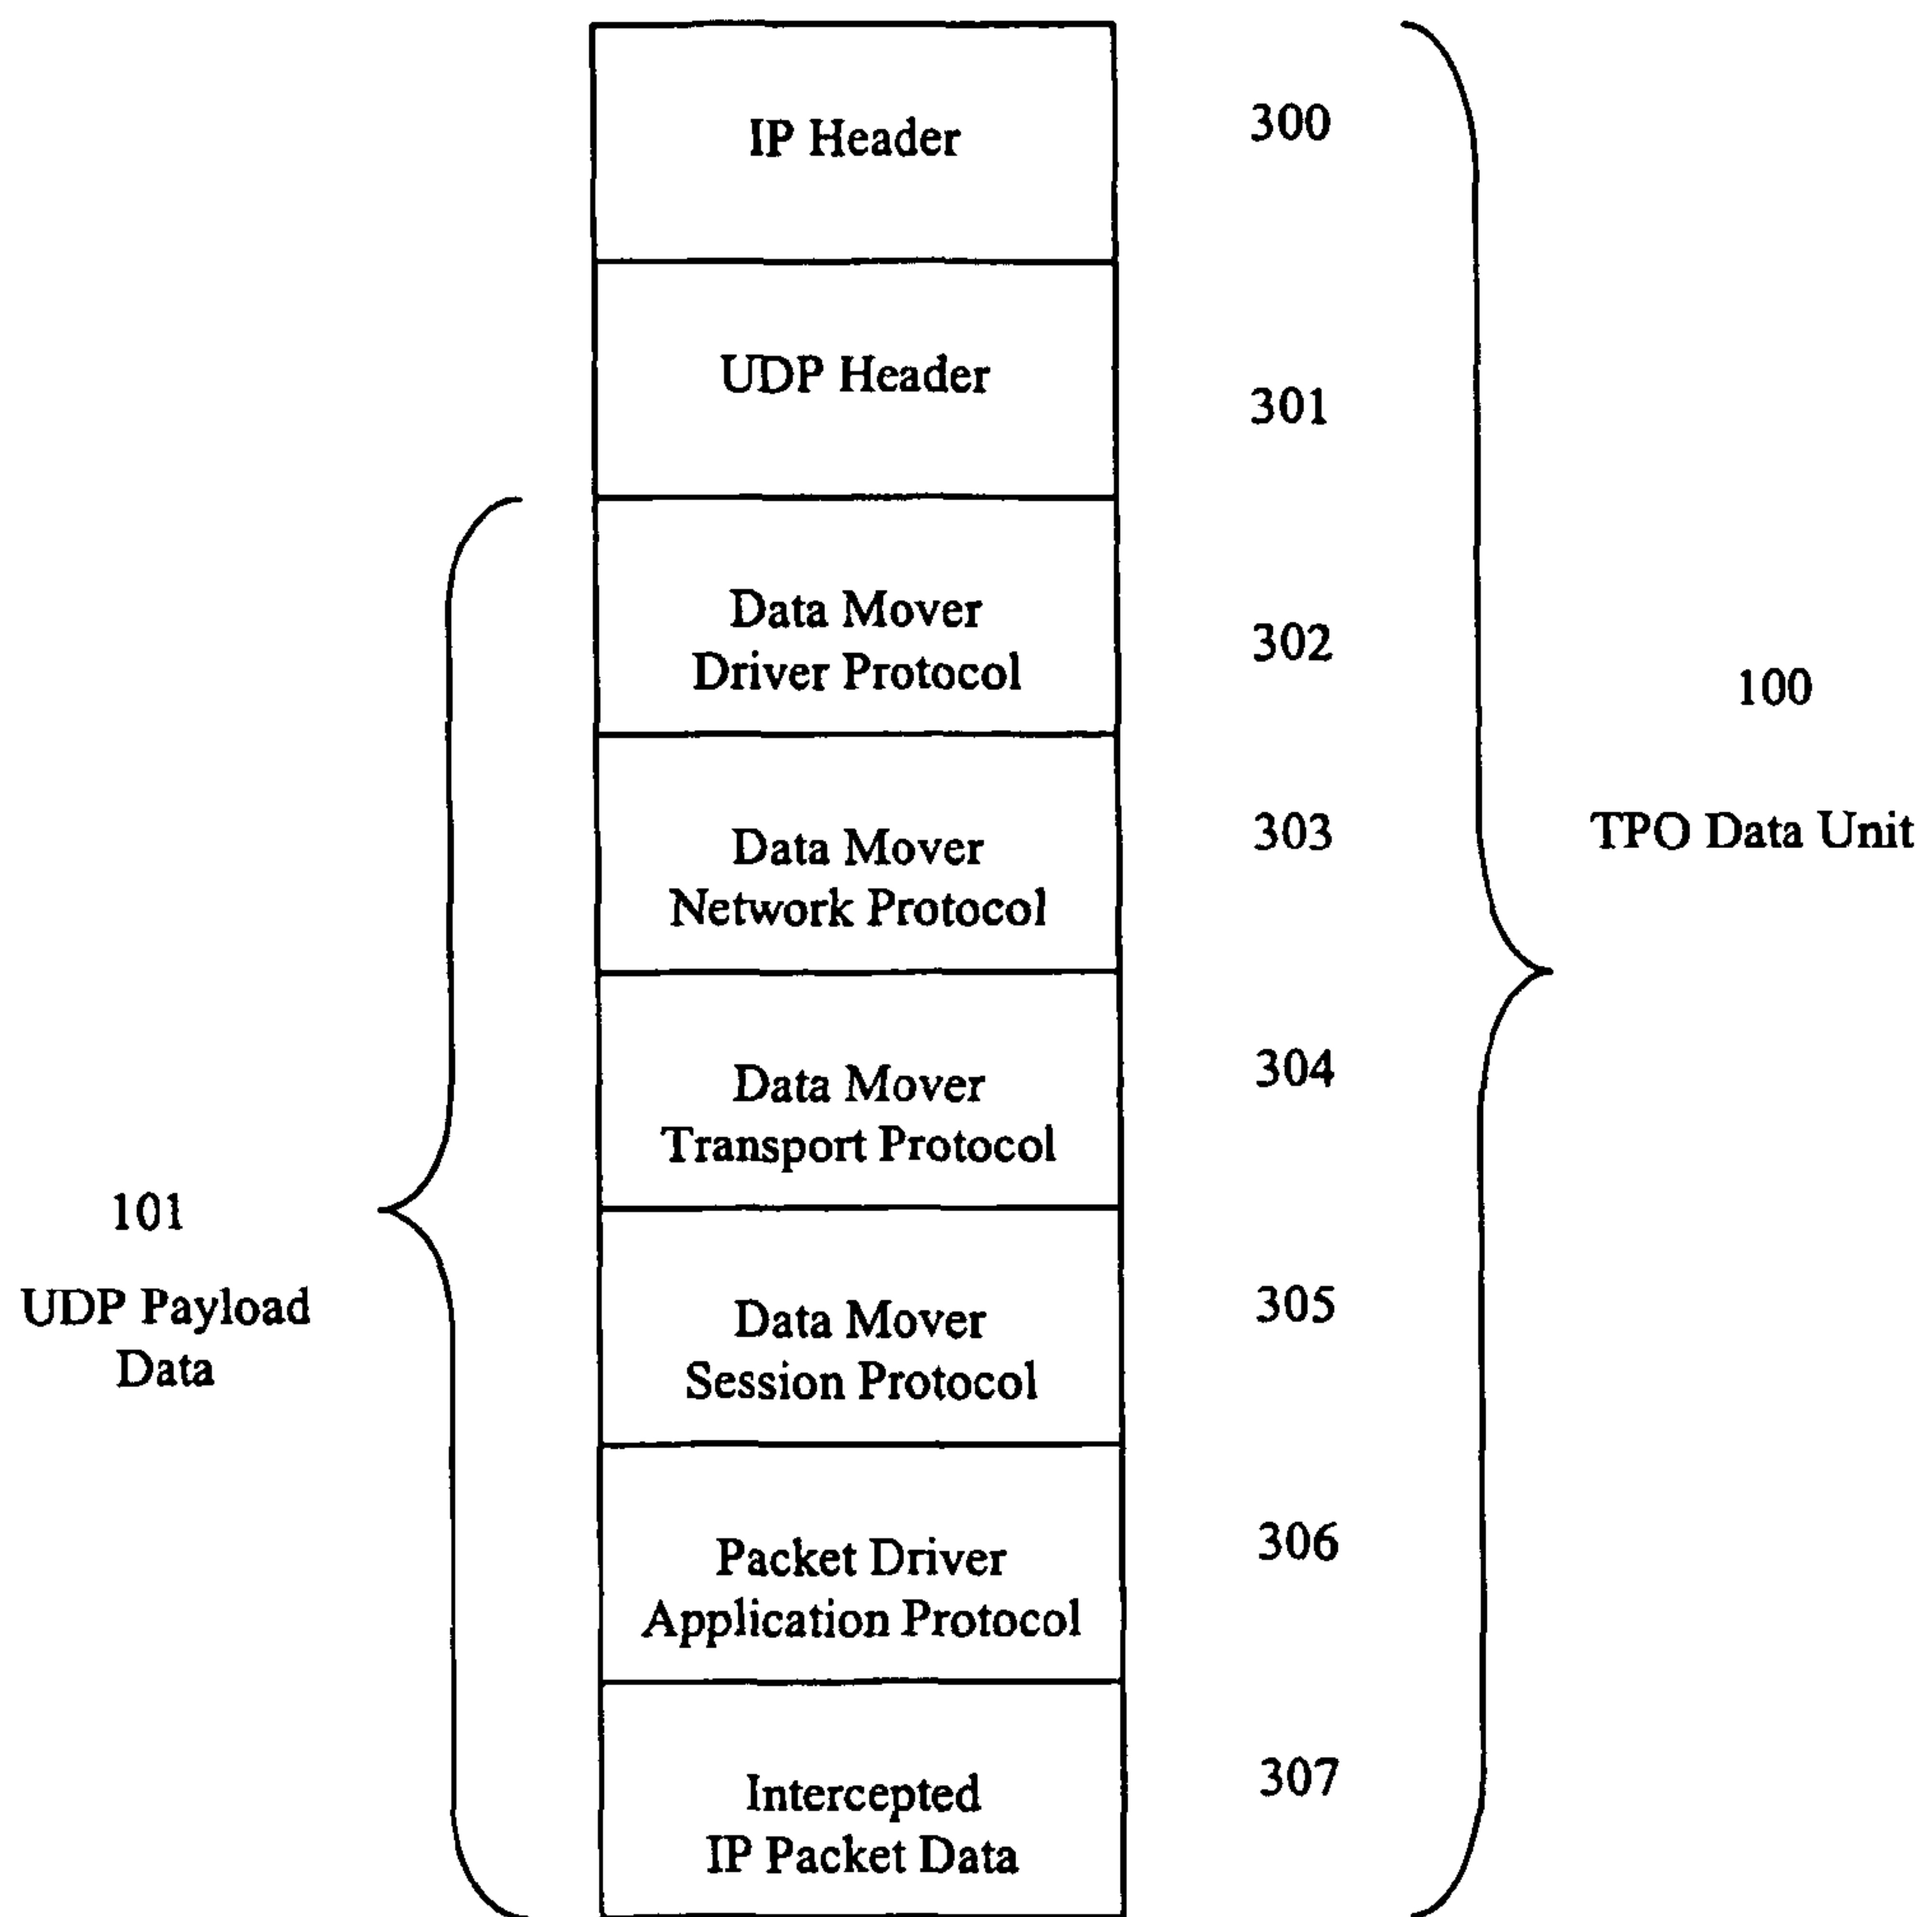 IP Header
300
UDP Header
301
Data Mover
Driver Protocol
302
100
Data Mover
Network Protocol
303
TPO Data Unit
Data Mover
Transport Protocol
304
101
UDP Payload
Data
Data Mover
Session Protocol
305
Packet Driver
Application Protocol
306
Intercepted
IP Packet Data
307